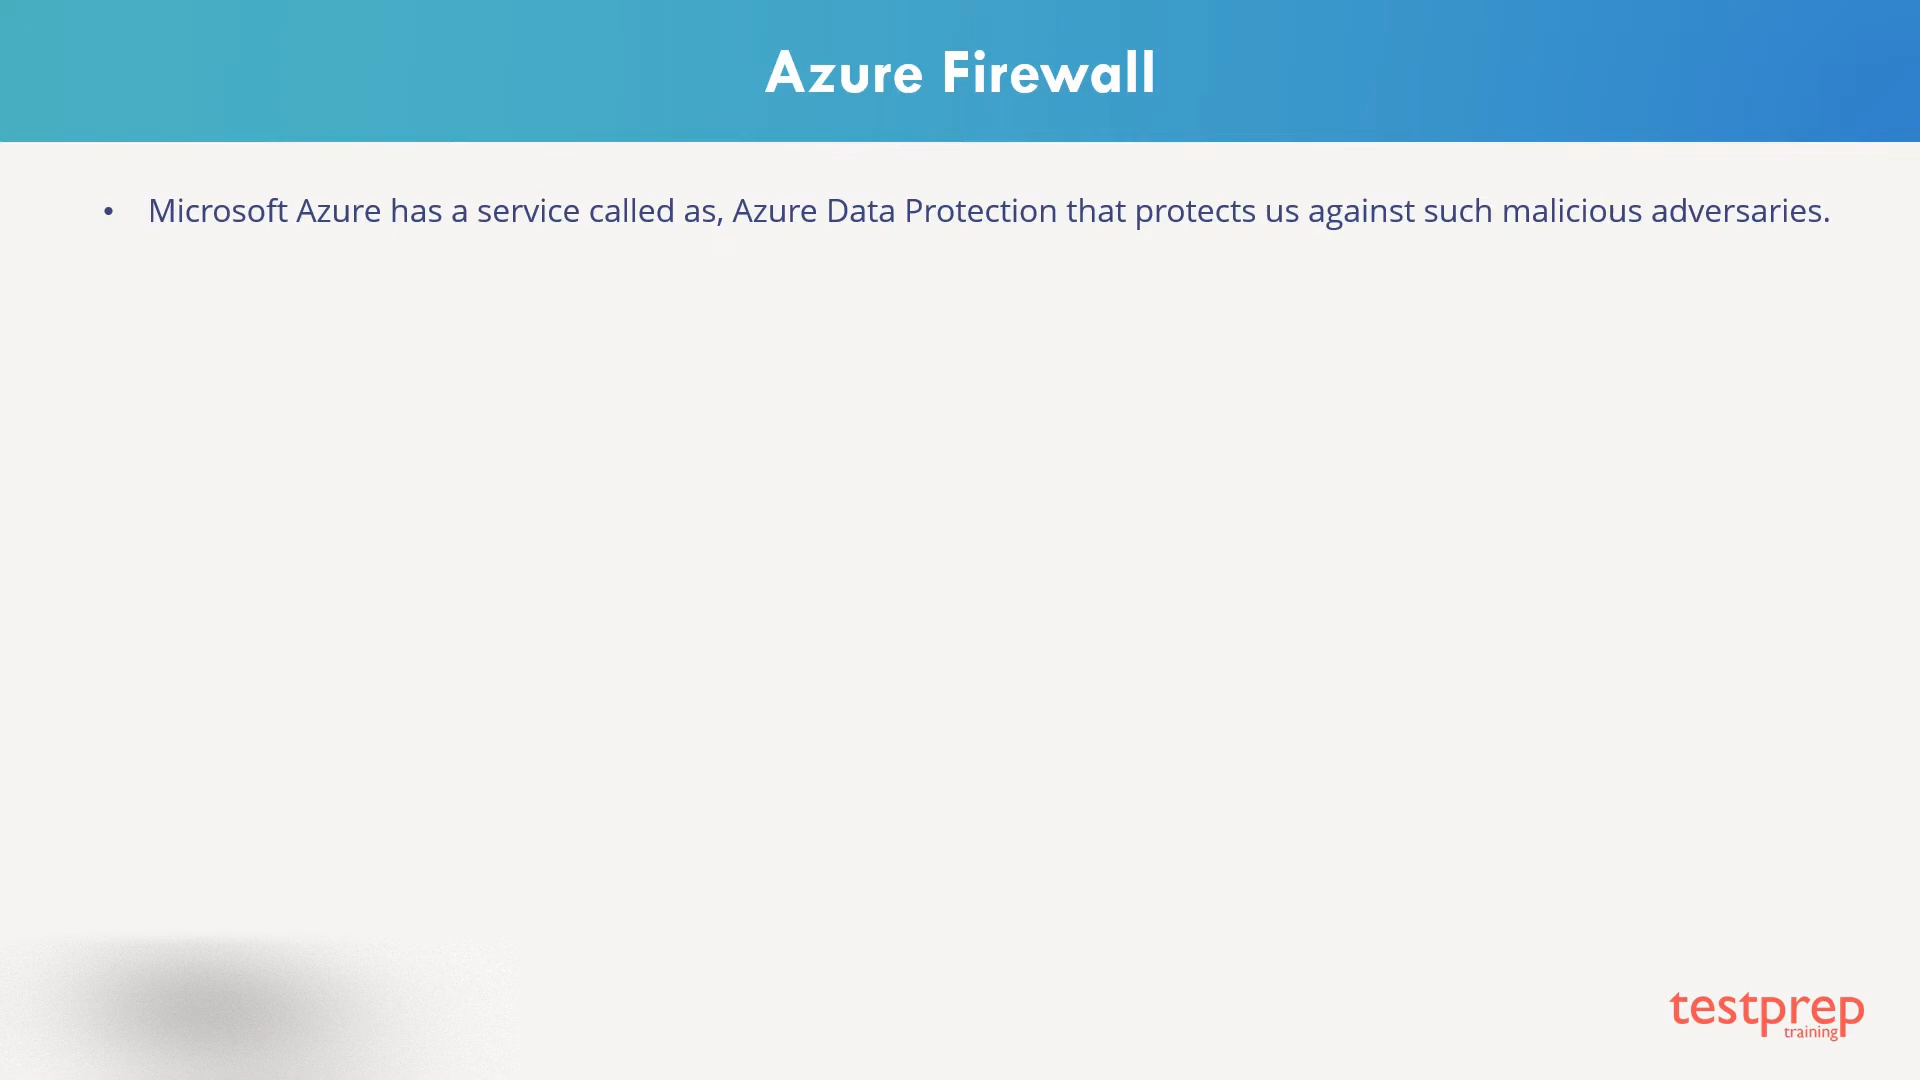 Azure Firewall
• Microsoft Azure has a service called as, Azure Data Protection that protects us against such malicious adversaries.
testprep
training